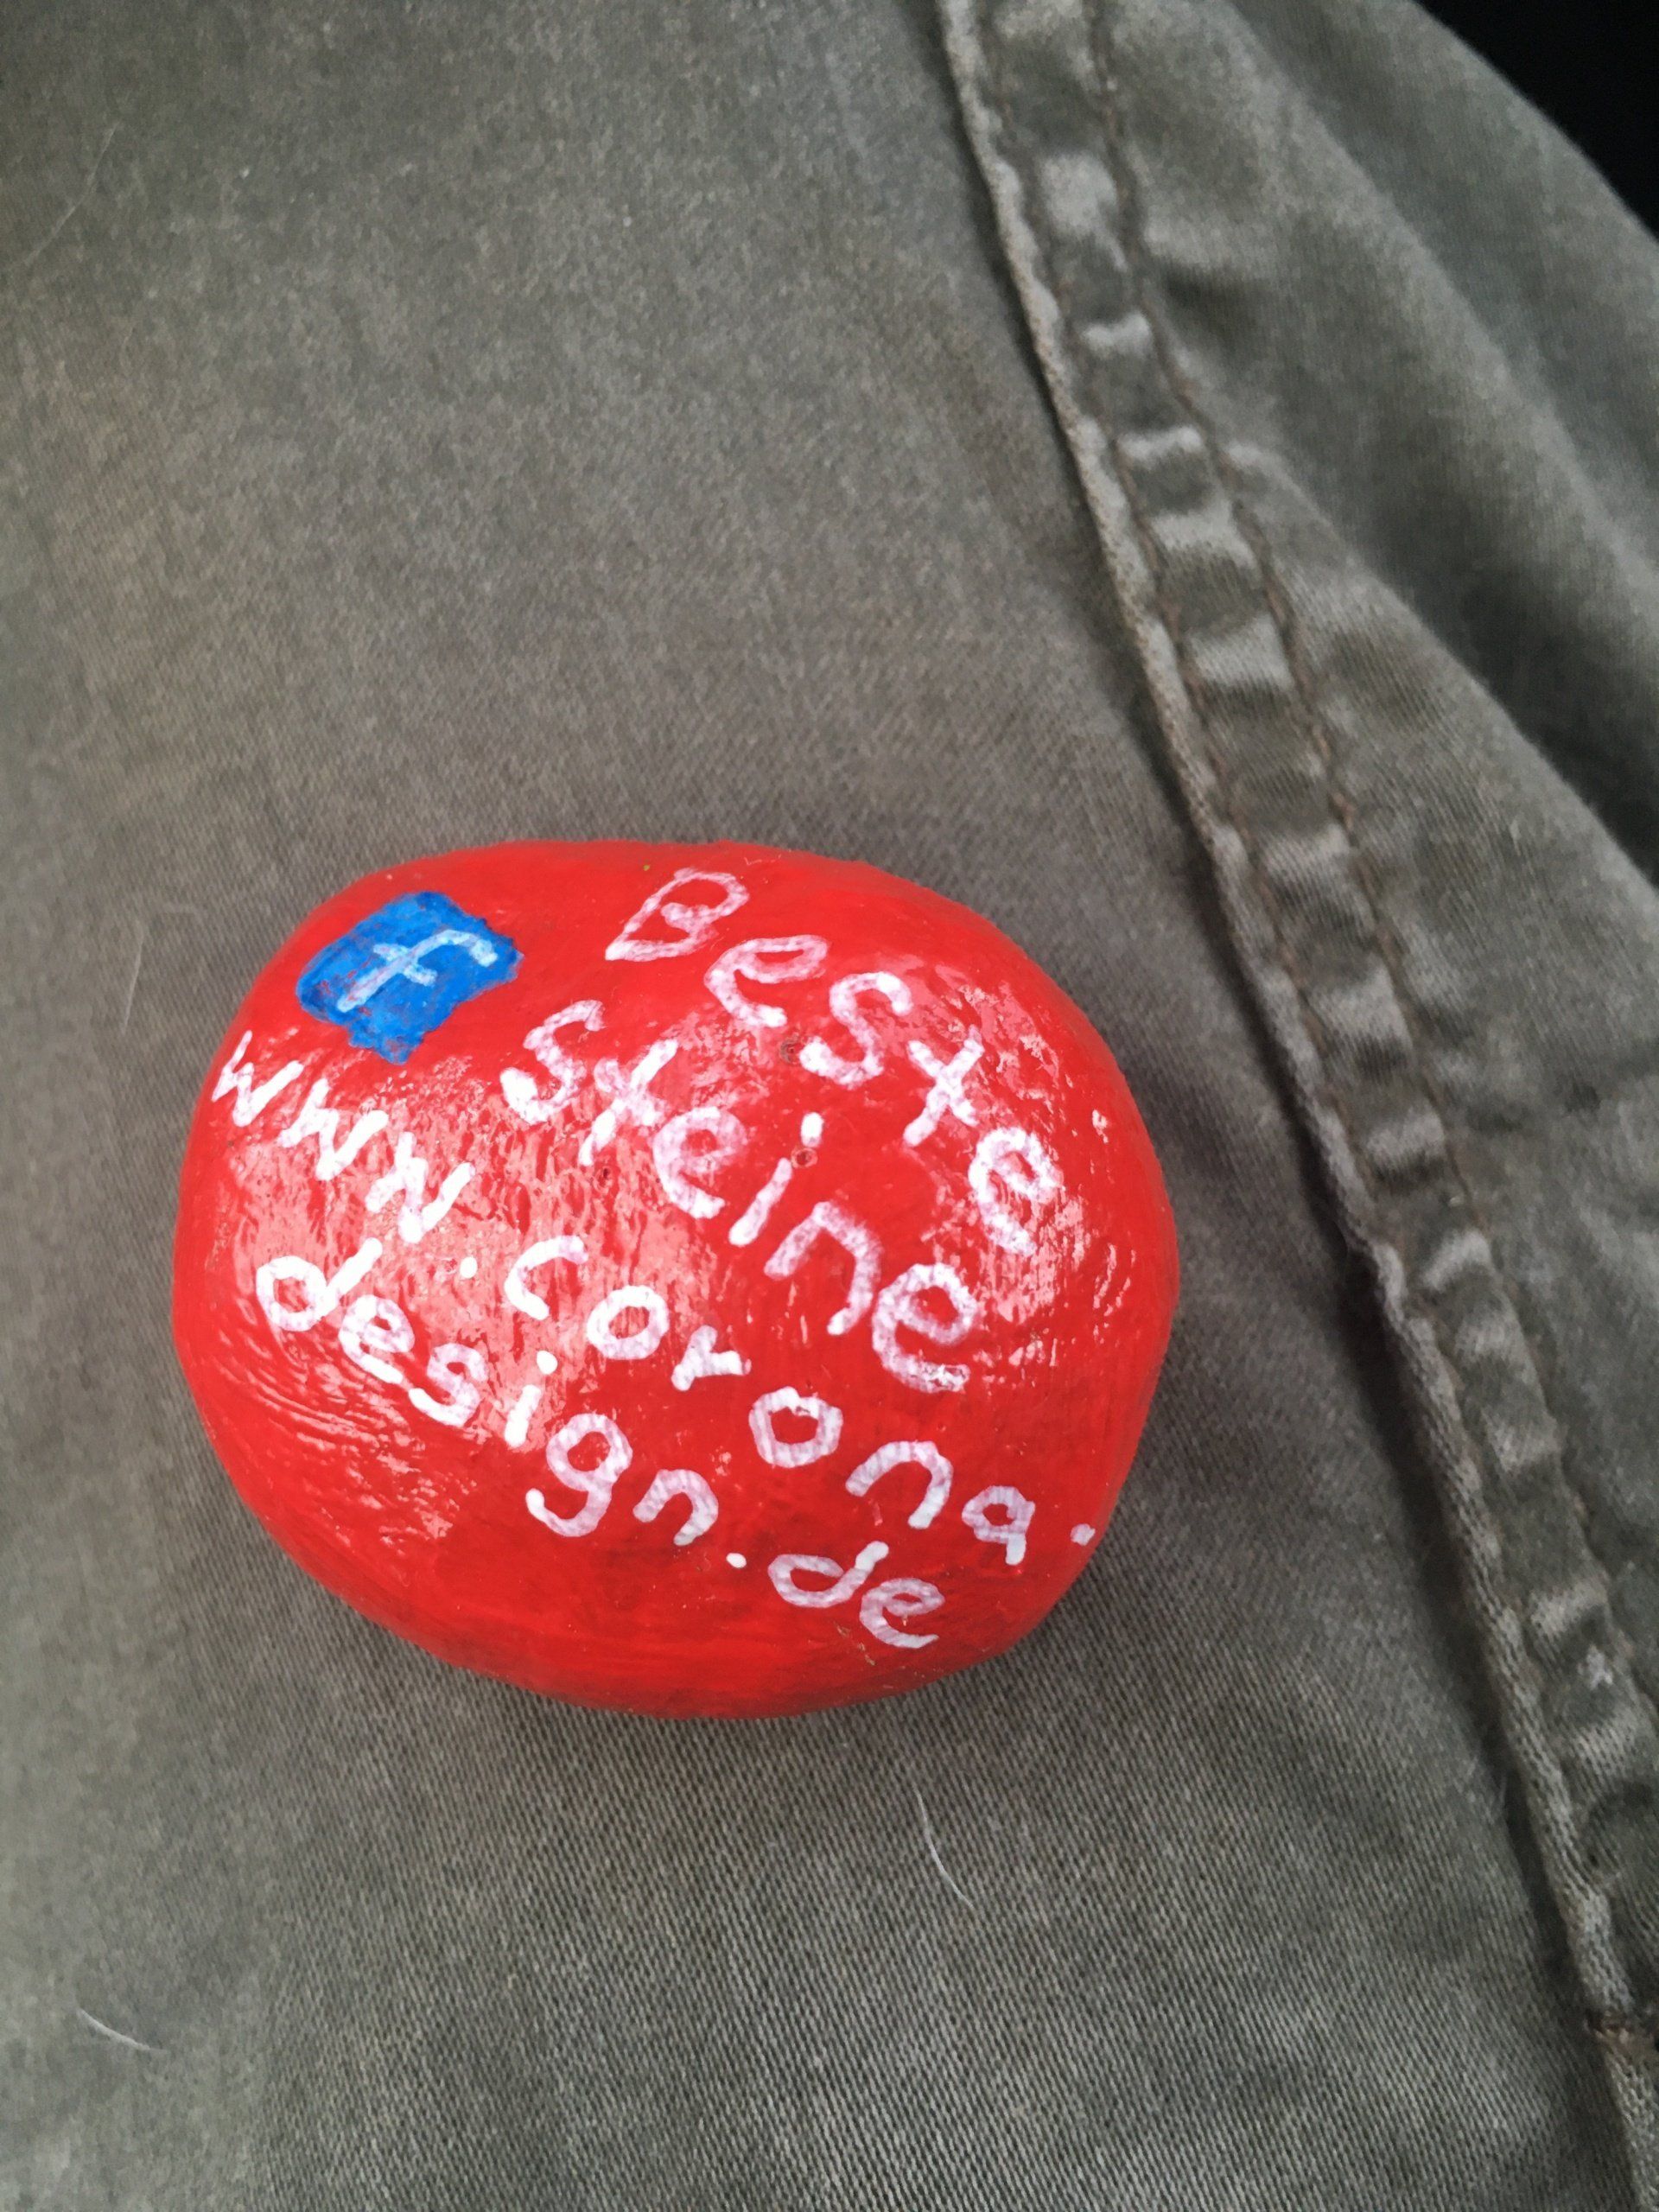 f Beste
Steine
www.corona.
design.de